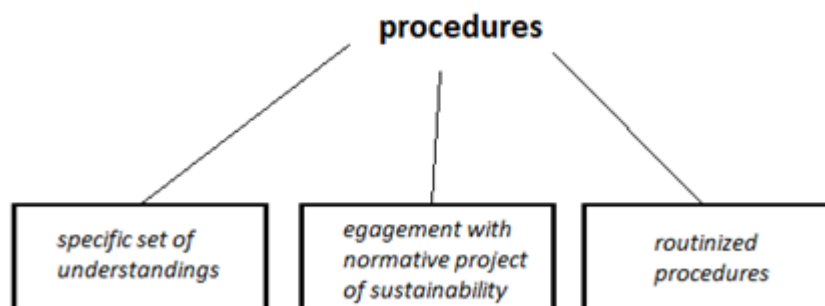 procedures
specific set of
understandings
egagement with
normative project
of sustainability
routinized
procedures